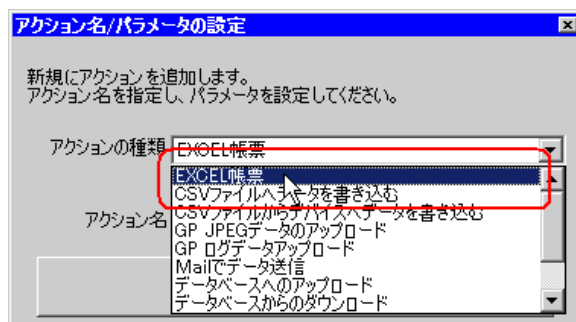 アクション名/パラメータの設定
新規にアクションを追加します。
アクション名を指定し、パラメータを設定してください。
アクションの種類 EXCEL帳票
EXCEL帳票
CSVファイルへデータを書き込む
アクション名 CSVファイルからデバイスへデータを書き込む
GP JPEGデータのアップロード
GP ログデータアップロード
Mailでデータ送信
データベースへのアップロード
データベースからのダウンロード